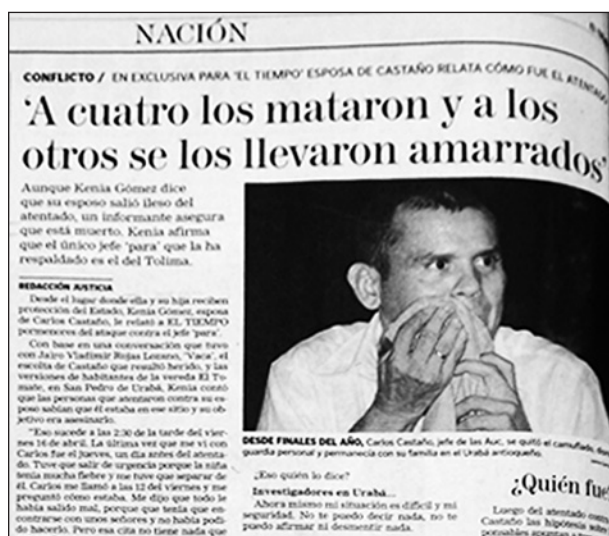 NACIÓN
CONFLICTO / EN EXCLUSIVA PARA 'EL TIEMPO' ESPOSA DE CASTAÑO RELATA CÓMO FUE EL ATENTADO
'A cuatro los mataron y a los
otros se los llevaron amarrados'
Aunque Kenia Gómez dice
que su esposo salió ileso del
atentado, un informante asegura
que está muerto. Kenia afirma
que el único jefe 'para' que la ha
respaldado es el del Tolima.
REDACCIÓN JUSTICIA
Desde el lugar donde ella y su hija reciben
protección del Estado, Kenia Gómez, esposa
de Carlos Castaño, le relató a EL TIEMPO
pormenores del ataque contra el jefe 'para'.
Con base en una conversación que tuvo
con Jairo Vladimir Rojas Lozano, 'Vaca', el
escolta de Castaño que resultó herido, y las
versiones de habitantes de la vereda El To-
mate, en San Pedro de Urabá, Kenia contó
que las personas que atentaron contra su es-
poso sabían que él estaba en ese sitio y su ob-
jetivo era asesinarlo.
"Eso sucede a las 2:30 de la tarde del vier-
nes 16 de abril. La última vez que me vi con
Carlos fue el jueves, un día antes del atenta-
do. Tuve que salir de urgencia porque la niña
tenía mucha fiebre y me tuve que separar de
él. Carlos me llamó a las 12 del viernes y me
preguntó cómo estaba. Me dijo que todo le
había salido mal, porque que tenía que en-
contrarse con unos señores y no había podi-
do hacerlo. Pero esa cita no tiene nada que
DESDE FINALES DEL AÑO, Carlos Castaño, jefe de las Auc, se quitó el camuflado,
guardia personal y permanecía con su familia en el Urabá antioqueño.
¿Eso quién lo dice?
Investigadores en Urabá...
Ahora mismo mi situación es difícil y mi
seguridad. No te puedo decir nada, no te
puedo afirmar ni desmentir nada.
¿Quién fue
Luego del atentado contra
Castaño las hipótesis sobre